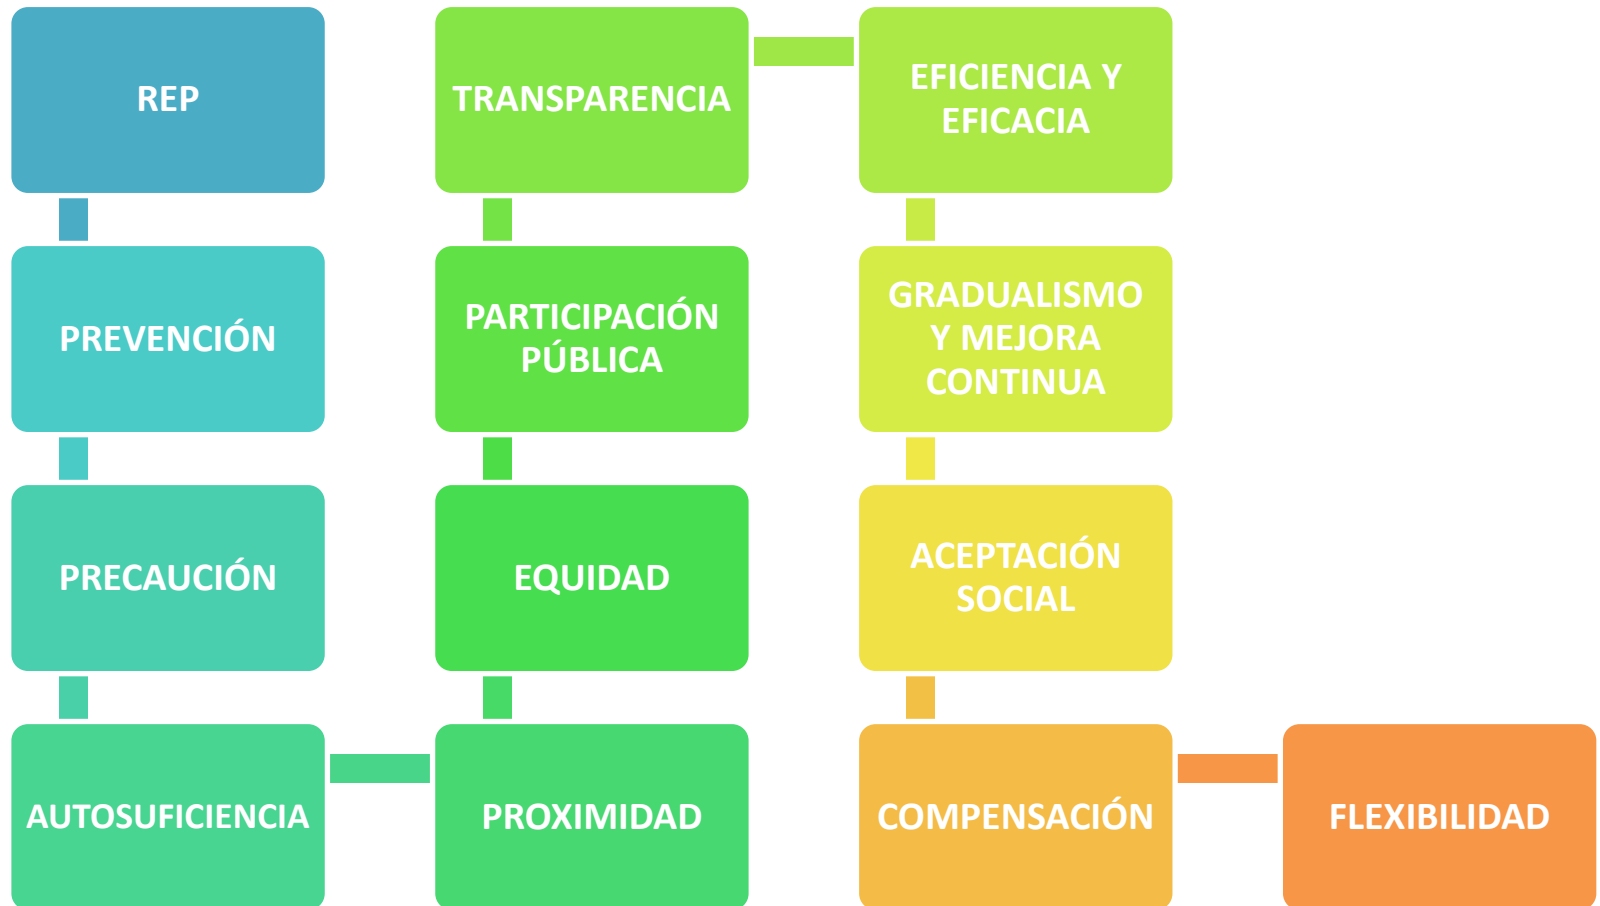 REP
PREVENCIÓN
PRECAUCIÓN
AUTOSUFICIENCIA
PROXIMIDAD
EQUIDAD
PARTICIPACIÓN
PÚBLICA
TRANSPARENCIA
EFICIENCIA Y
EFICACIA
GRADUALISMO
Y MEJORA
CONTINUA
ACEPTACIÓN
SOCIAL
COMPENSACIÓN
FLEXIBILIDAD